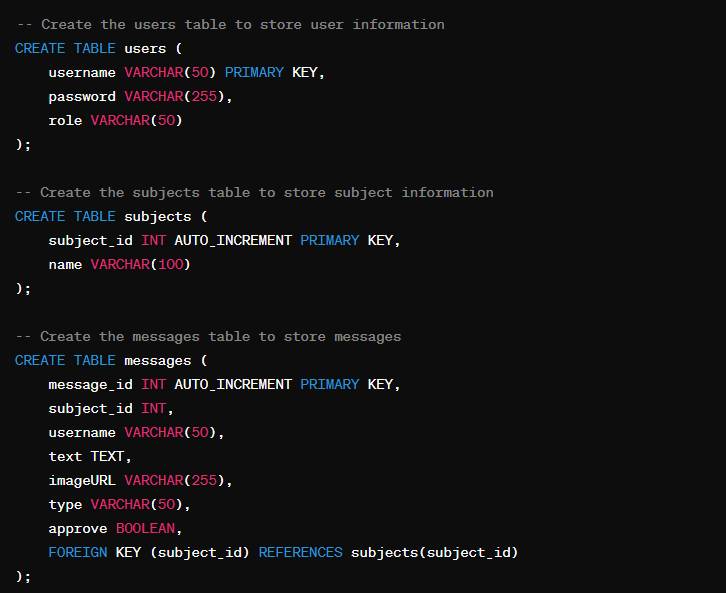 -- Create the users table to store user information
CREATE TABLE users (
    username VARCHAR(50) PRIMARY KEY,
    password VARCHAR(255),
    role VARCHAR(50)
);

-- Create the subjects table to store subject information
CREATE TABLE subjects (
    subject_id INT AUTO_INCREMENT PRIMARY KEY,
    name VARCHAR(100)
);

-- Create the messages table to store messages
CREATE TABLE messages (
    message_id INT AUTO_INCREMENT PRIMARY KEY,
    subject_id INT,
    username VARCHAR(50),
    text TEXT,
    imageURL VARCHAR(255),
    type VARCHAR(50),
    approve BOOLEAN,
    FOREIGN KEY (subject_id) REFERENCES subjects(subject_id)
);